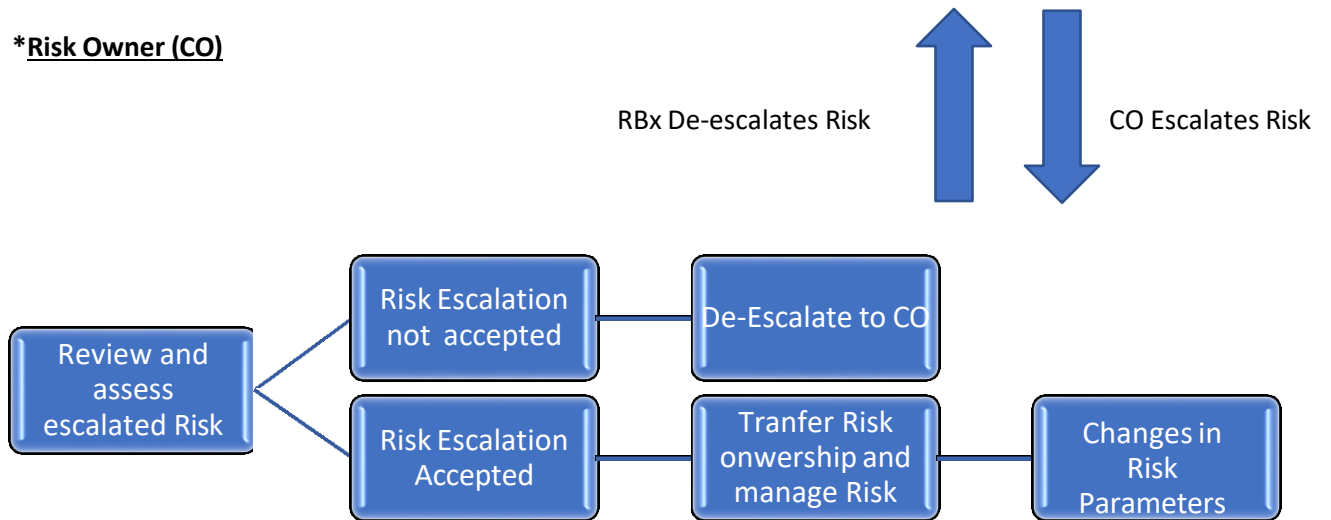 *Risk Owner (CO)
RBx De-escalates Risk
CO Escalates Risk
Review and
assess
escalated Risk
Risk Escalation
not accepted
De-Escalate to CO
Risk Escalation
Accepted
Tranfer Risk
onwership and
manage Risk
Changes in
Risk
Parameters